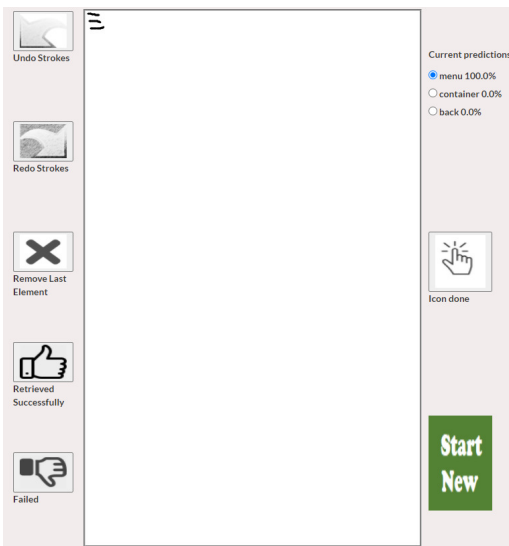 Undo Strokes
Redo Strokes
Remove Last
Element
Retrieved
Successfully
Failed
Current predictions
menu 100.0%
container 0.0%
back 0.0%
Icon done
Start
New